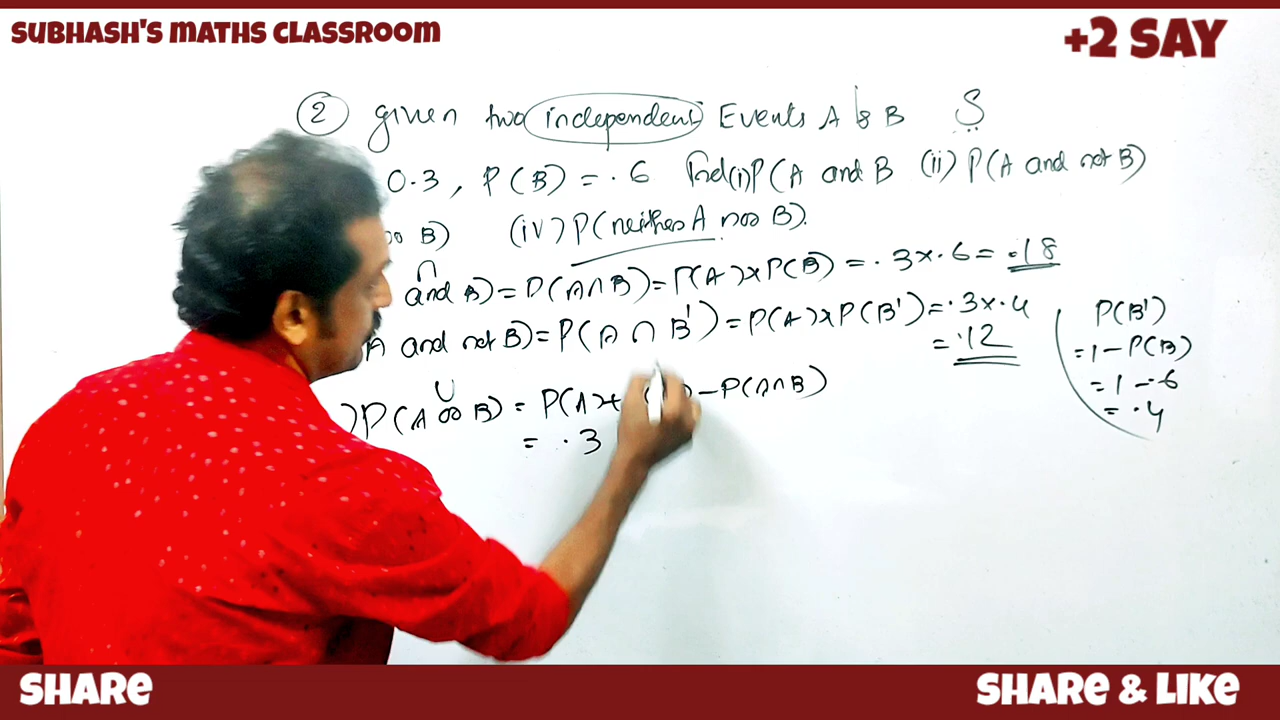 SUBHASH'S MATHS CLASSROOM
+2 SAY
② given two independent Events A & B
0.3, P(B) = .6 Find (i) P(A and B (ii) P(A and not B)
B) (iv) P(neither A nor B).
and B) = P(A∩B) = P(A) x P(B) = .3 x .6 = .18
A and not B) = P(A ∩ B') = P(A) x P(B') = .3 x .4
= .12
∪
) P(A or B) = P(A) + – P(A∩B)
= .3
P(B')
= 1 – P(B)
= 1 – .6
= .4
SHARE
SHARE & LIKE